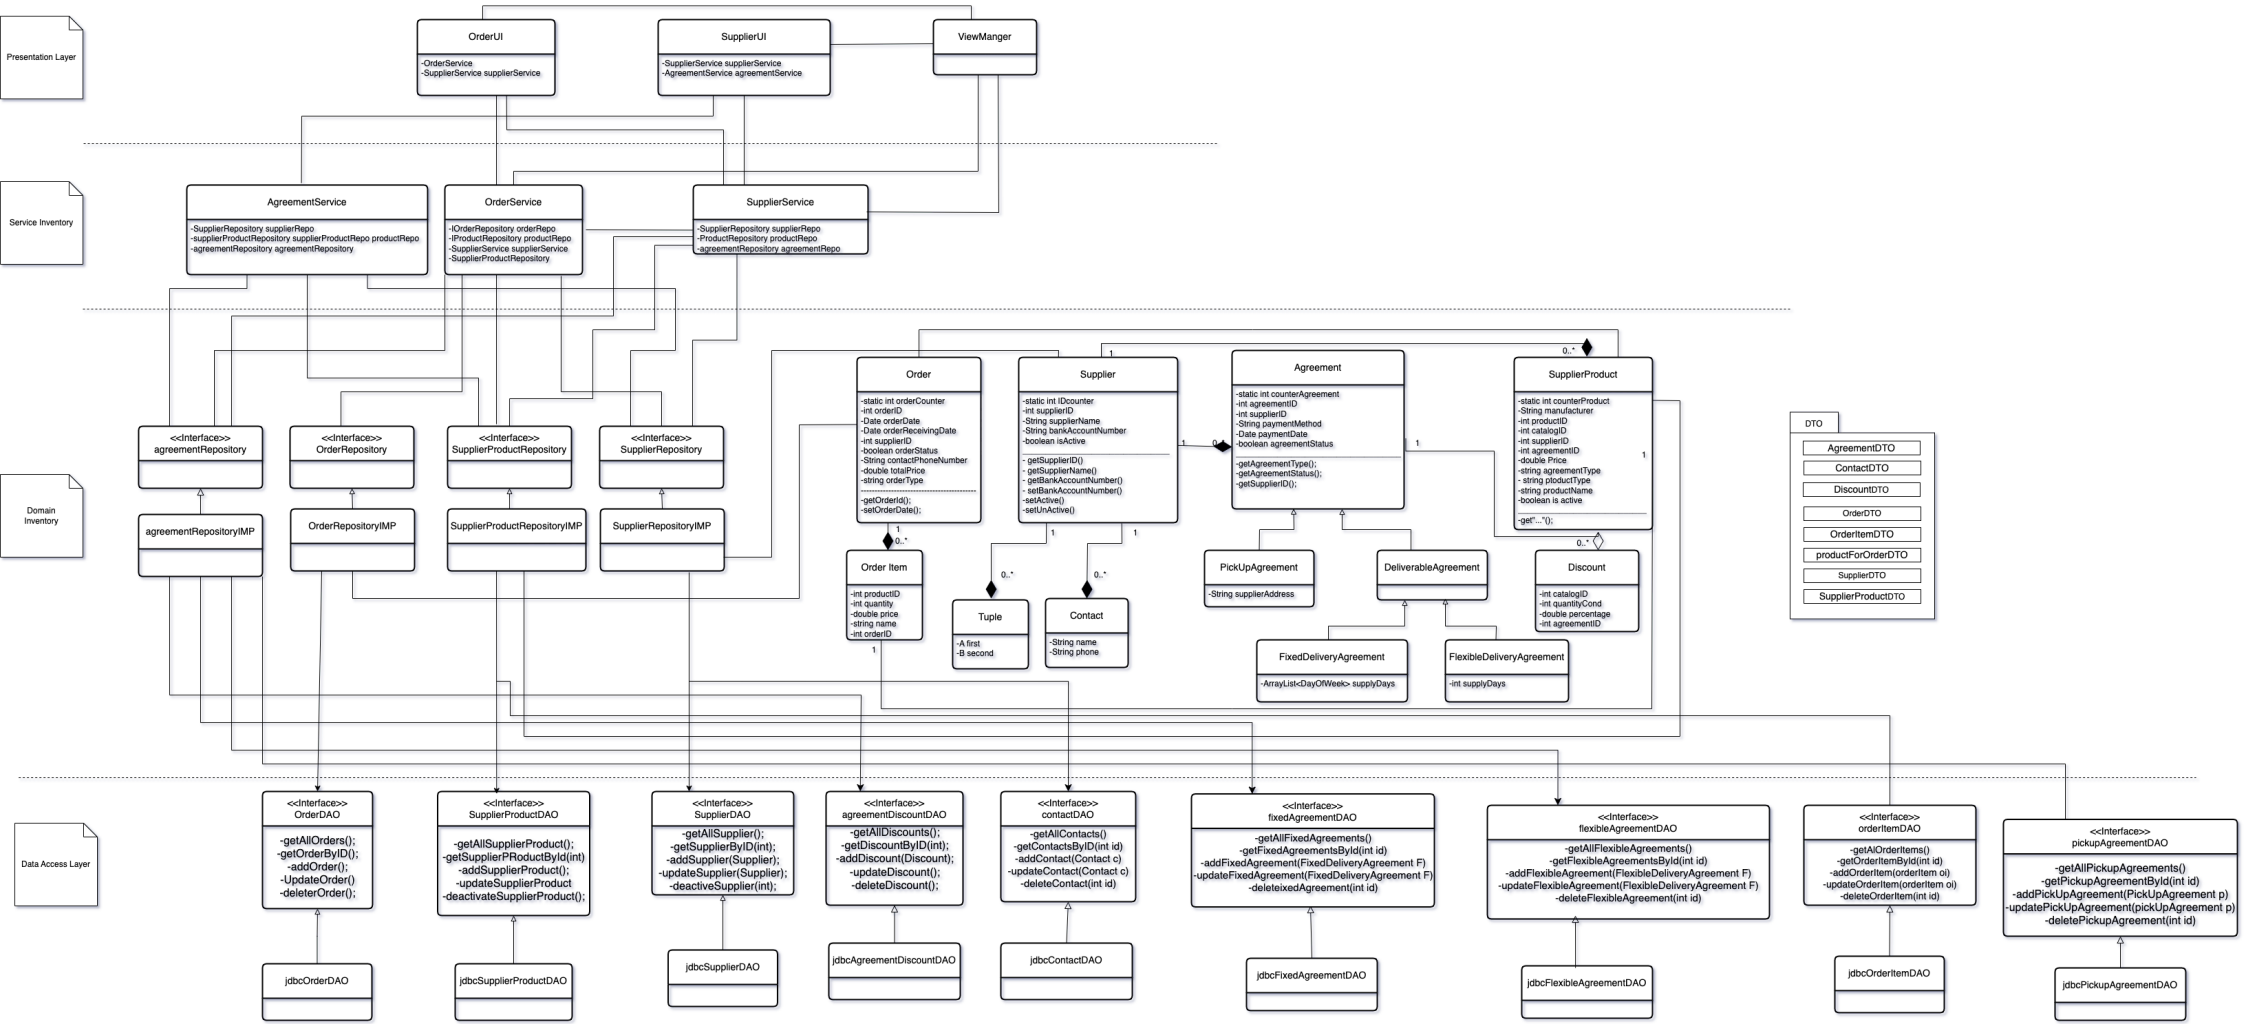 Presentation Layer
OrderUI
-OrderService
-SupplierService supplierService
SupplierUI
-SupplierService supplierService
-AgreementService agreementService
ViewManger
Service Inventory
AgreementService
-SupplierRepository supplierRepo
-supplierProductRepository supplierProductRepo productRepo
-agreementRepository agreementRepository
OrderService
-IOrderRepository orderRepo
-IProductRepository productRepo
-SupplierService supplierService
-SupplierProductRepository
SupplierService
-SupplierRepository supplierRepo
-ProductRepository productRepo
-agreementRepository agreementRepo
Domain
Inventory
<<Interface>>
agreementRepository
<<Interface>>
OrderRepository
<<Interface>>
SupplierProductRepository
<<Interface>>
SupplierRepository
agreementRepositoryIMP
OrderRepositoryIMP
SupplierProductRepositoryIMP
SupplierRepositoryIMP
Order
-static int orderCounter
-int orderID
-Date orderDate
-Date orderReceivingDate
-int supplierID
-boolean orderStatus
-String contactPhoneNumber
-double totalPrice
-string orderType
-getOrderId();
-setOrderDate();
1
0..*
Order Item
-int productID
-int quantity
-double price
-string name
-int orderID
1
1
Supplier
-static int IDcounter
-int supplierID
-String supplierName
-String bankAccountNumber
-boolean isActive
- getSupplierID()
- getSupplierName()
- getBankAccountNumber()
- setBankAccountNumber()
-setActive()
-setUnActive()
1
0..*
1
0..*
Tuple
-A first
-B second
Contact
-String name
-String phone
1
Agreement
-static int counterAgreement
-int agreementID
-int supplierID
-String paymentMethod
-Date paymentDate
-boolean agreementStatus
-getAgreementType();
-getAgreementStatus();
-getSupplierID();
1
PickUpAgreement
-String supplierAddress
DeliverableAgreement
FixedDeliveryAgreement
-ArrayList<DayOfWeek> supplyDays
FlexibleDeliveryAgreement
-int supplyDays
0..*
SupplierProduct
-static int counterProduct
-String manufacturer
-int productID
-int catalogID
-int supplierID
-int agreementID
-double Price
-string agreementType
- string ptoductType
-string productName
-boolean is active
-get"...“();
1
0..*
Discount
-int catalogID
-int quantityCond
-double percentage
-int agreementID
DTO
AgreementDTO
ContactDTO
DiscountDTO
OrderDTO
OrderItemDTO
productForOrderDTO
SupplierDTO
SupplierProductDTO
Data Access Layer
<<Interface>>
OrderDAO
-getAllOrders();
-getOrderByID();
-addOrder();
-UpdateOrder()
-deleterOrder();
<<Interface>>
SupplierProductDAO
-getAllSupplierProduct();
-getSupplierPRoductById(int)
-addSupplierProduct();
-updateSupplierProduct
-deactivateSupplierProduct();
<<Interface>>
SupplierDAO
-getAllSupplier();
-getSupplierByID(int);
-addSupplier(Supplier);
-updateSupplier(Supplier);
-deactiveSupplier(int);
<<Interface>>
agreementDiscountDAO
-getAllDiscounts();
-getDiscountByID(int);
-addDiscount(Discount);
-updateDiscount();
-deleteDiscount();
<<Interface>>
contactDAO
-getAllContacts()
-getContactsByID(int id)
-addContact(Contact c)
-updateContact(Contact c)
-deleteContact(int id)
<<Interface>>
fixedAgreementDAO
-getAllFixedAgreements()
-getFixedAgreementsById(int id)
-addFixedAgreement(FixedDeliveryAgreement F)
-updateFixedAgreement(FixedDeliveryAgreement F)
-deleteixedAgreement(int id)
<<Interface>>
flexibleAgreementDAO
-getAllFlexibleAgreements()
-getFlexibleAgreementsById(int id)
-addFlexibleAgreement(FlexibleDeliveryAgreement F)
-updateFlexibleAgreement(FlexibleDeliveryAgreement F)
-deleteFlexibleAgreement(int id)
<<Interface>>
orderItemDAO
-getAlOrderItems()
-getOrderItemById(int id)
-addOrderItem(orderItem oi)
-updateOrderItem(orderItem oi)
-deleteOrderItem(int id)
<<Interface>>
pickupAgreementDAO
-getAllPickupAgreements()
-getPickupAgreementById(int id)
-addPickUpAgreement(PickUpAgreement p)
-updatePickUpAgreement(pickUpAgreement p)
-deletePickupAgreement(int id)
jdbcOrderDAO
jdbcSupplierProductDAO
jdbcSupplierDAO
jdbcAgreementDiscountDAO
jdbcContactDAO
jdbcFixedAgreementDAO
jdbcFlexibleAgreementDAO
jdbcOrderItemDAO
jdbcPickupAgreementDAO